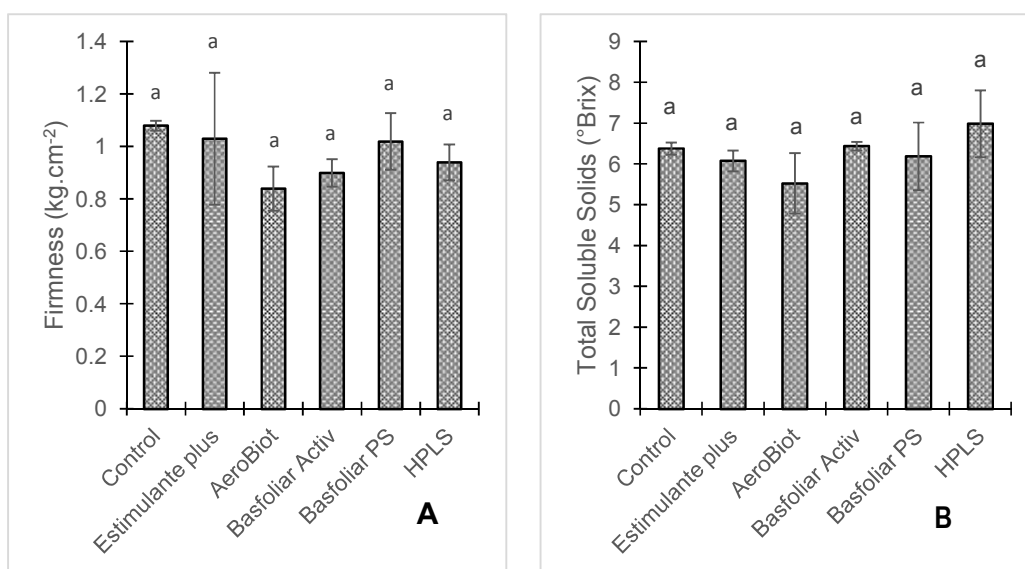 1.4
1.2
1
0.8
0.6
0.4
0.2
0
Firmness (kg.cm-2)
a
a
a
a
a
a
Control
Estimulante plus
AeroBiot
Basfoliar Activ
Basfoliar PS
HPLS
A
9
8
7
6
5
4
3
2
1
0
Total Soluble Solids (°Brix)
a
a
a
a
a
a
Control
Estimulante plus
AeroBiot
Basfoliar Activ
Basfoliar PS
HPLS
B